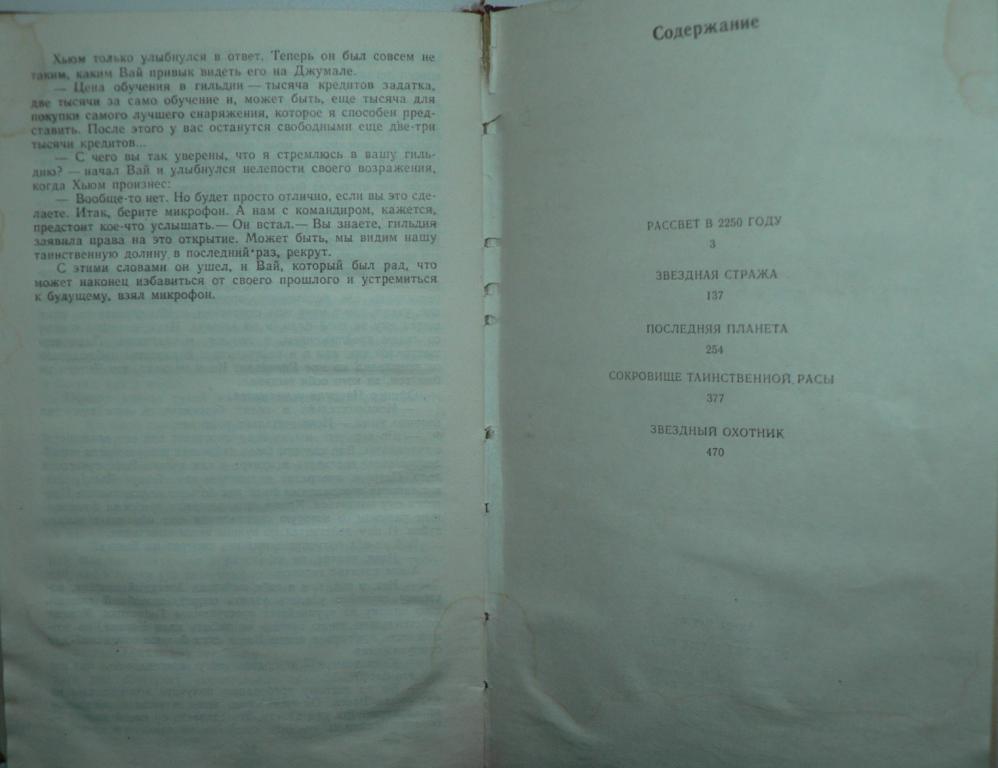 Хьюм только улыбнулся в ответ. Теперь он был совсем не
таким, каким Вай привык видеть его на Джумале.
— Цена обучения в гильдии — тысяча кредитов задатка,
две тысячи за само обучение и, может быть, еще тысяча для
покупки самого лучшего снаряжения, которое я способен пред-
ставить. После этого у вас останутся свободными еще две-три
тысячи кредитов...
— С чего вы так уверены, что я стремлюсь в вашу гиль-
дию? — начал Вай и улыбнулся нелепости своего возражения,
когда Хьюм произнес:
— Вообще-то нет. Но будет просто отлично, если вы это сде-
лаете. Итак, берите микрофон. А нам с командиром, кажется,
предстоит кое-что услышать.— Он встал.— Вы знаете, гильдия
заявила права на это открытие. Может быть, мы видим нашу
таинственную долину в последний раз, рекрут.
С этими словами он ушел, и Вай, который был рад, что
может наконец избавиться от своего прошлого и устремиться
к будущему, взял микрофон.
Содержание
РАССВЕТ В 2250 ГОДУ
3
ЗВЕЗДНАЯ СТРАЖА
137
ПОСЛЕДНЯЯ ПЛАНЕТА
254
СОКРОВИЩЕ ТАИНСТВЕННОЙ РАСЫ
377
ЗВЕЗДНЫЙ ОХОТНИК
470